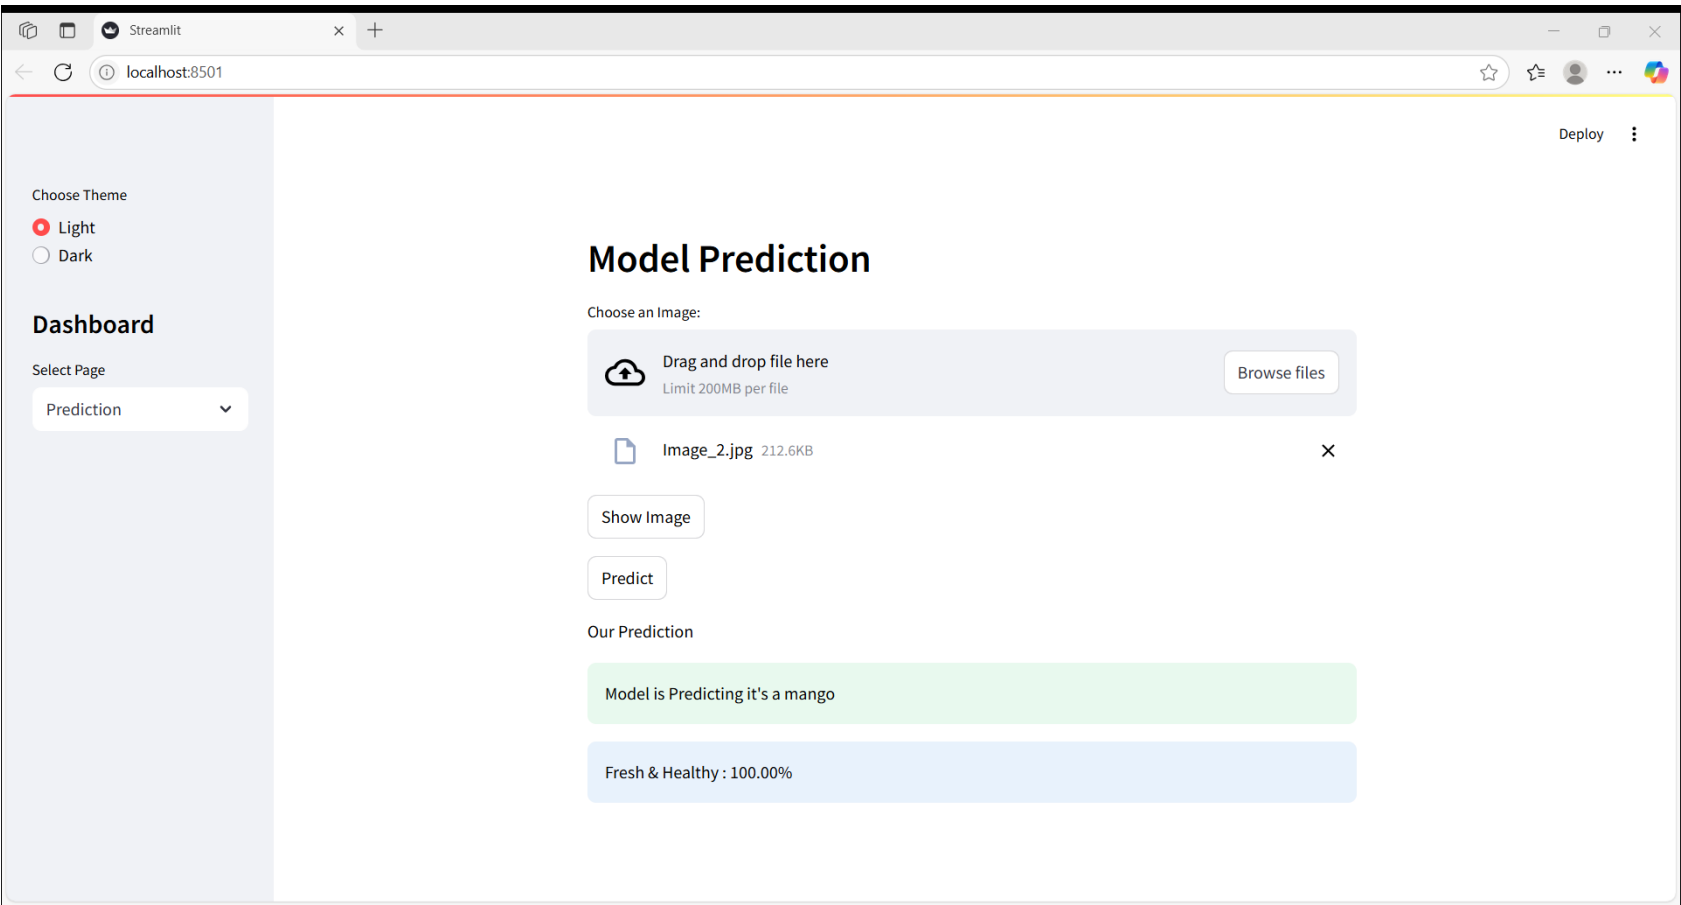 Streamlit
localhost:8501
Deploy
Choose Theme
Light
Dark
Dashboard
Select Page
Prediction
Model Prediction
Choose an Image:
Drag and drop file here
Limit 200MB per file
Browse files
Image_2.jpg 212.6KB
Show Image
Predict
Our Prediction
Model is Predicting it's a mango
Fresh & Healthy : 100.00%